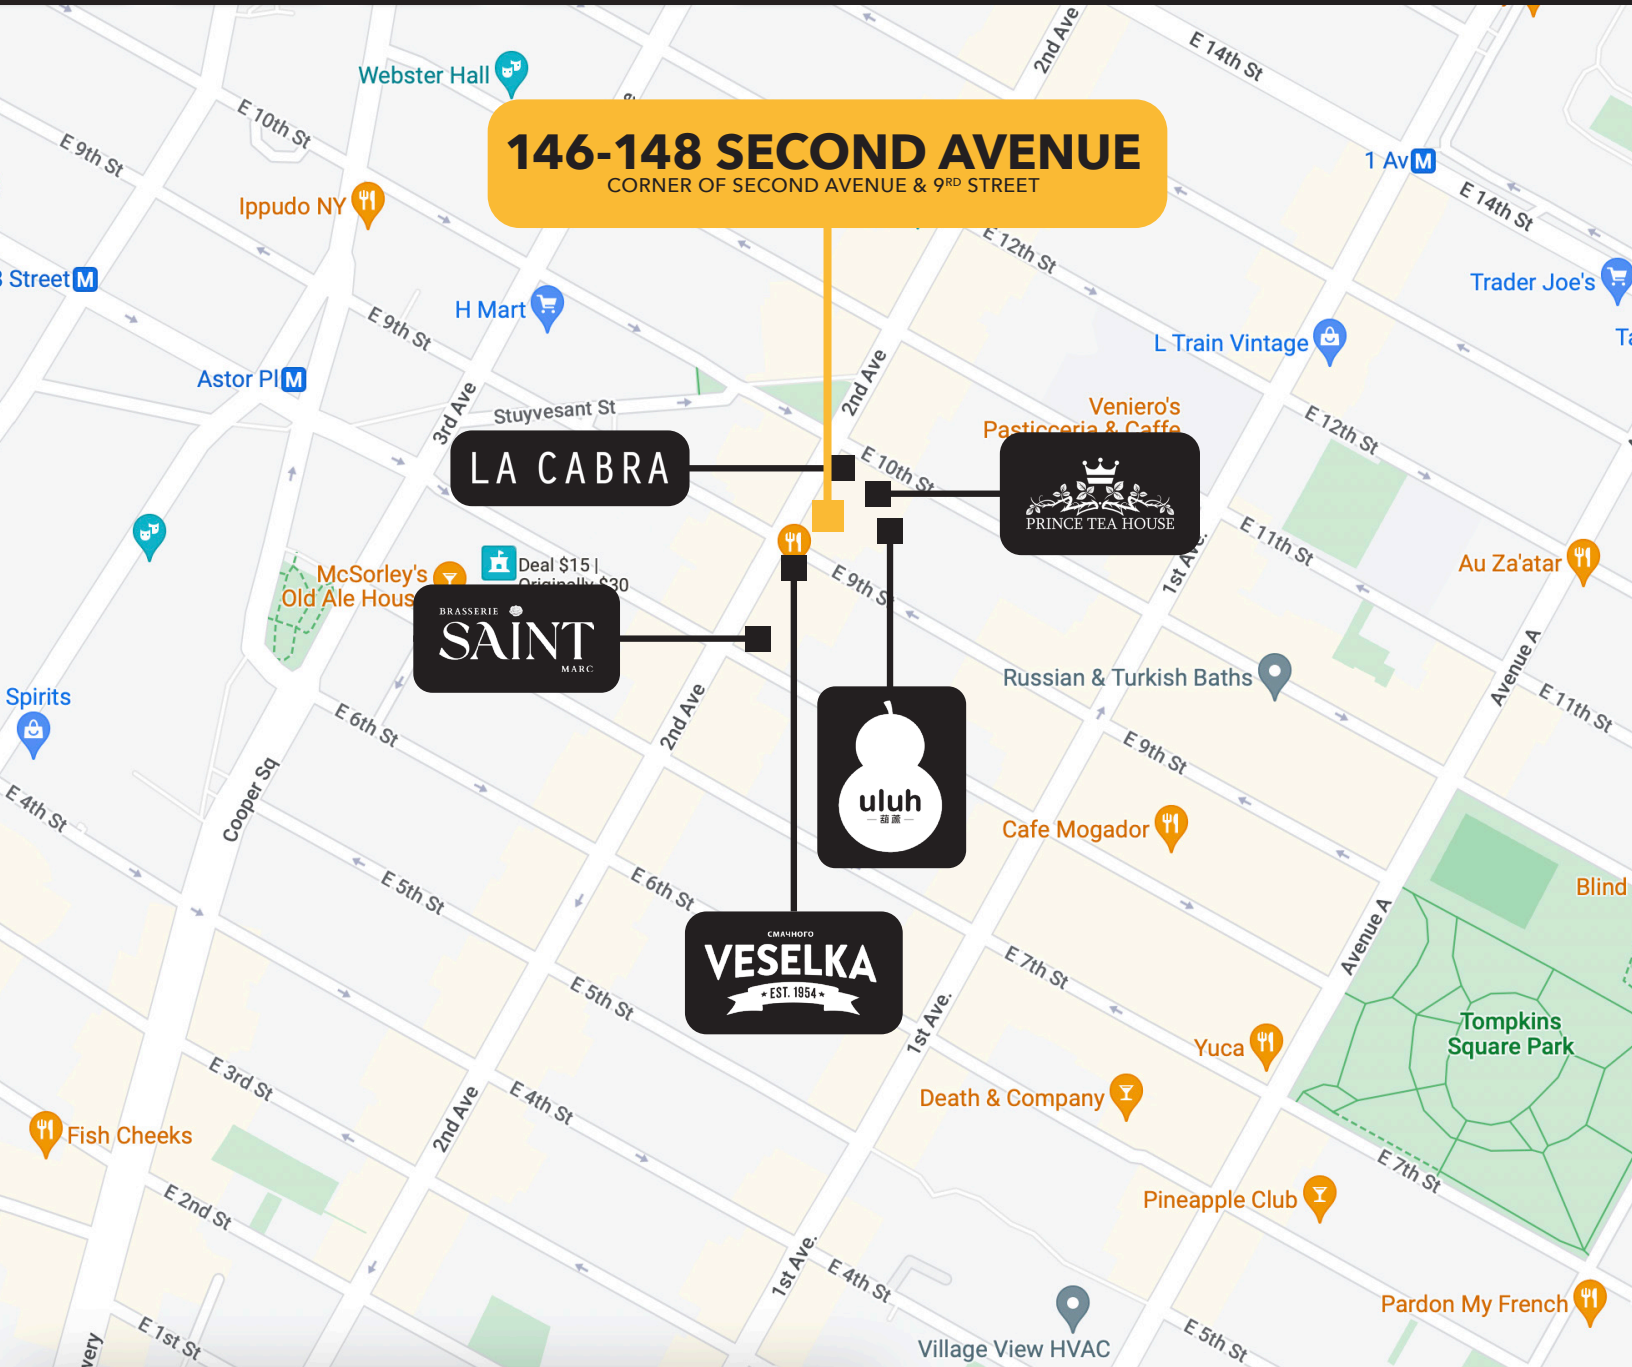 2nd Ave
E 14th St
Webster Hall
E 10th St
E 9th St
146-148 SECOND AVENUE
CORNER OF SECOND AVENUE & 9RD STREET
1 Av M
E 14th St
Ippudo NY
E 12th St
Street M
H Mart
E 9th St
Trader Joe's
L Train Vintage
Astor Pl M
2nd Ave
3rd Ave
Stuyvesant St
Veniero's
Pasticceria & Caffe
E 12th St
LA CABRA
E 10th St
PRINCE TEA HOUSE
E 11th St
1st Ave.
Au Za'atar
McSorley's
Old Ale Hous
Deal $15 |
Originally $30
E 9th St
BRASSERIE
SAINT
MARC
Russian & Turkish Baths
Avenue A
E 11th St
Spirits
E 6th St
2nd Ave
E 9th St
Cooper Sq
E 4th St
uluh
葫蘆
Cafe Mogador
E 5th St
E 6th St
Blind
Avenue A
СМАЧНОГО
VESELKA
EST. 1954
E 7th St
E 5th St
1st Ave.
Tompkins
Square Park
Yuca
E 3rd St
E 4th St
2nd Ave
Death & Company
Fish Cheeks
E 7th St
E 2nd St
Pineapple Club
1st Ave.
E 4th St
Pardon My French
E 1st St
Village View HVAC
E 5th St